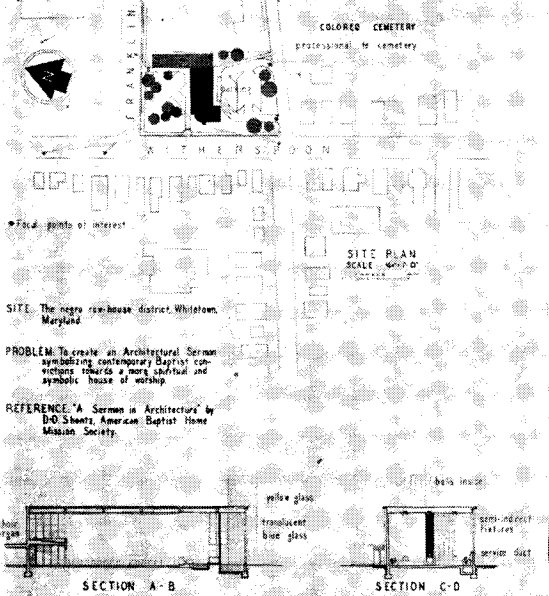 COLORED CEMETERY
professional to cemetery
FRANKLIN
N
parking
WITHERSPOON
Focal points of interest
SITE PLAN
SCALE
SITE: The negro row-house district, Whitetown,
Maryland.
PROBLEM: To create an Architectural Sermon
symbolizing contemporary Baptist con-
victions towards a more spiritual and
symbolic house of worship.
REFERENCE: "A Sermon in Architecture" by
American Baptist Home
Mission Society.
bells inside
yellow glass
translucent
blue glass
organ
semi-indirect
fixtures
service duct
SECTION A-B
SECTION C-D